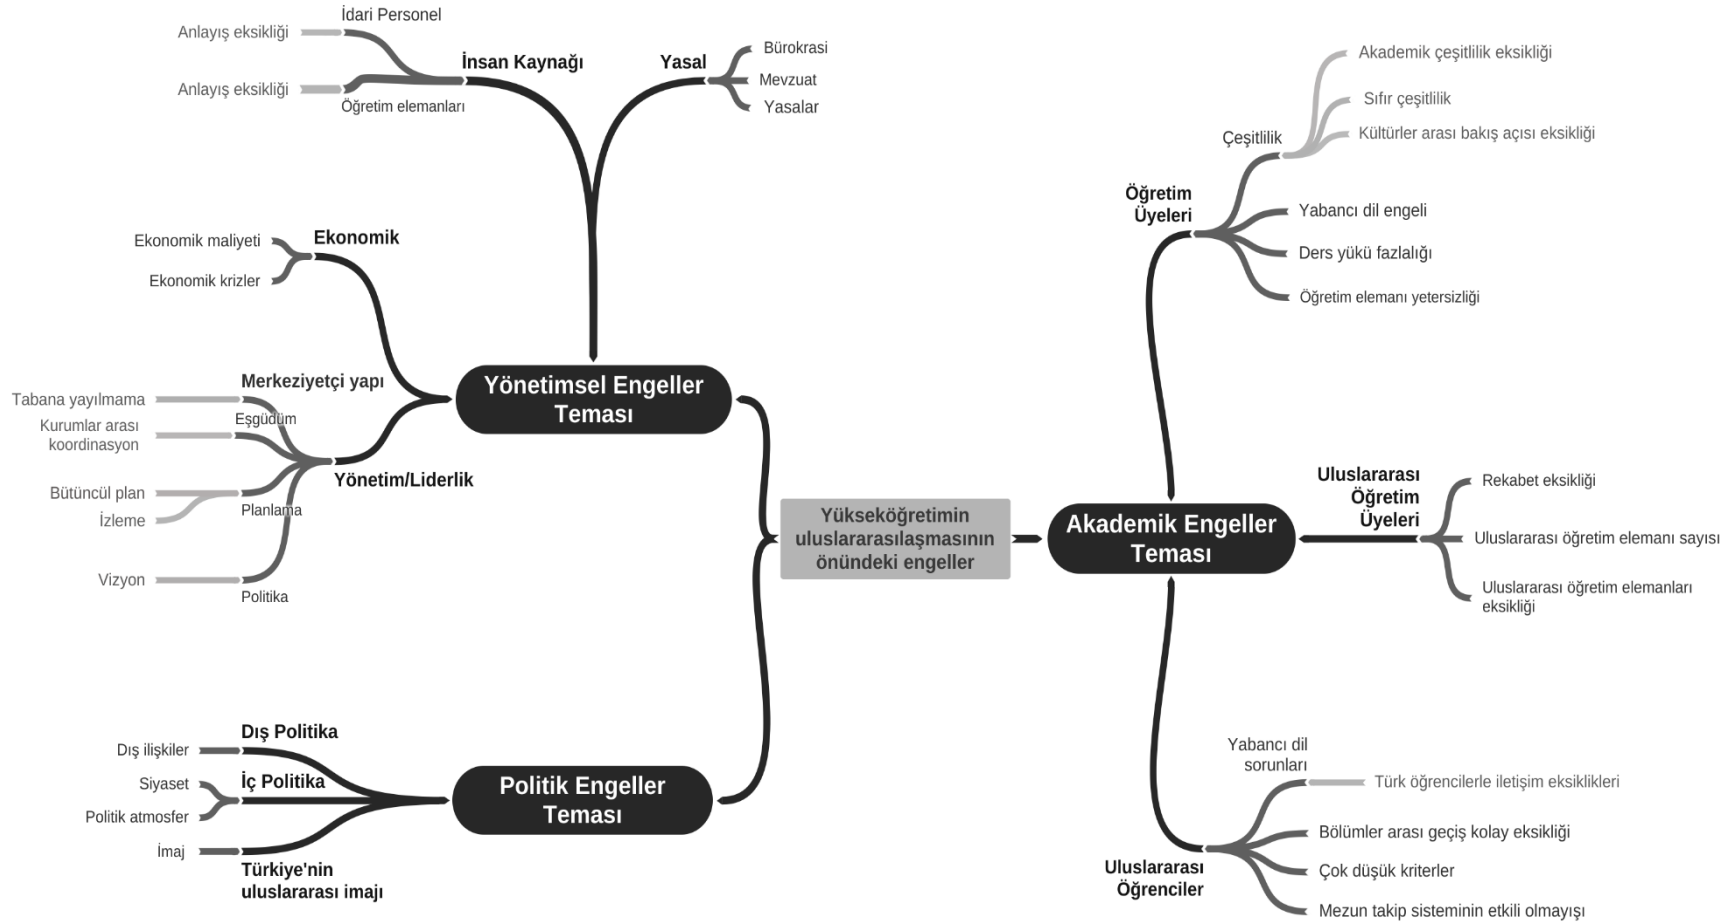 İdari Personel
Anlayış eksikliği
İnsan Kaynağı
Anlayış eksikliği
Öğretim elemanları
Yasal
Bürokrasi
Mevzuat
Yasalar
Ekonomik
Ekonomik maliyeti
Ekonomik krizler
Yönetimsel Engeller
Teması
Merkeziyetçi yapı
Tabana yayılmama
Eşgüdüm
Kurumlar arası
koordinasyon
Yönetim/Liderlik
Bütüncül plan
İzleme
Planlama
Vizyon
Politika
Yükseköğretimin
uluslararasılaşmasının
önündeki engeller
Dış Politika
Dış ilişkiler
İç Politika
Siyaset
Politik atmosfer
İmaj
Türkiye'nin
uluslararası imajı
Politik Engeller
Teması
Akademik çeşitlilik eksikliği
Sıfır çeşitlilik
Kültürler arası bakış açısı eksikliği
Çeşitlilik
Öğretim
Üyeleri
Yabancı dil engeli
Ders yükü fazlalığı
Öğretim elemanı yetersizliği
Akademik Engeller
Teması
Uluslararası
Öğretim
Üyeleri
Rekabet eksikliği
Uluslararası öğretim elemanı sayısı
Uluslararası öğretim elemanları
eksikliği
Yabancı dil
sorunları
Türk öğrencilerle iletişim eksiklikleri
Bölümler arası geçiş kolay eksikliği
Uluslararası
Öğrenciler
Çok düşük kriterler
Mezun takip sisteminin etkili olmayışı